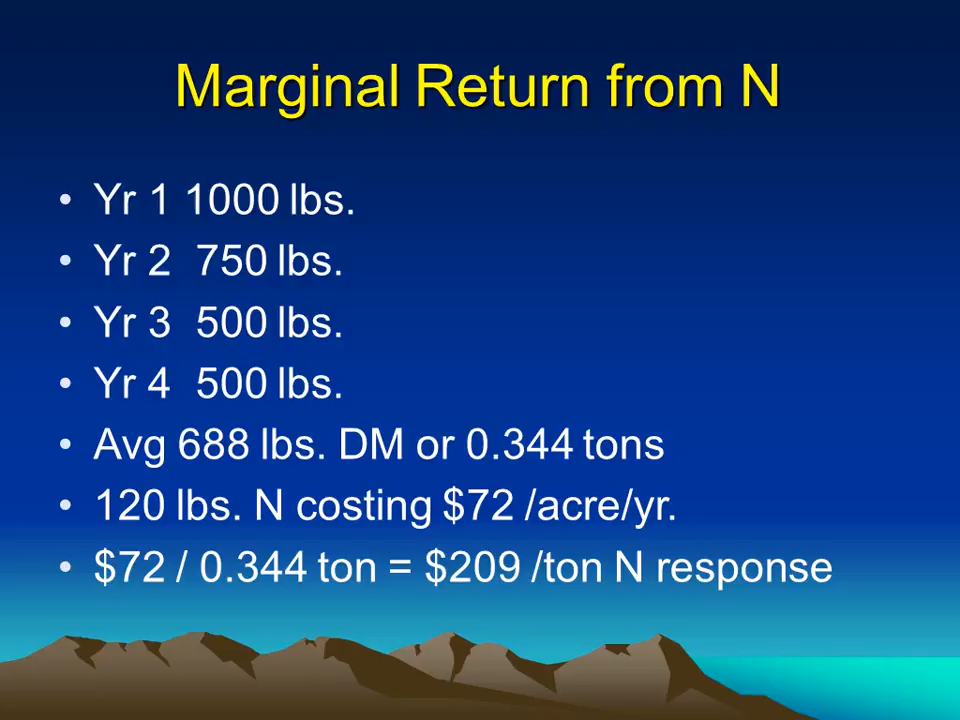 Marginal Return from N
• Yr 1 1000 lbs.
• Yr 2  750 lbs.
• Yr 3  500 lbs.
• Yr 4  500 lbs.
• Avg 688 lbs. DM or 0.344 tons
• 120 lbs. N costing $72 /acre/yr.
• $72 / 0.344 ton = $209 /ton N response